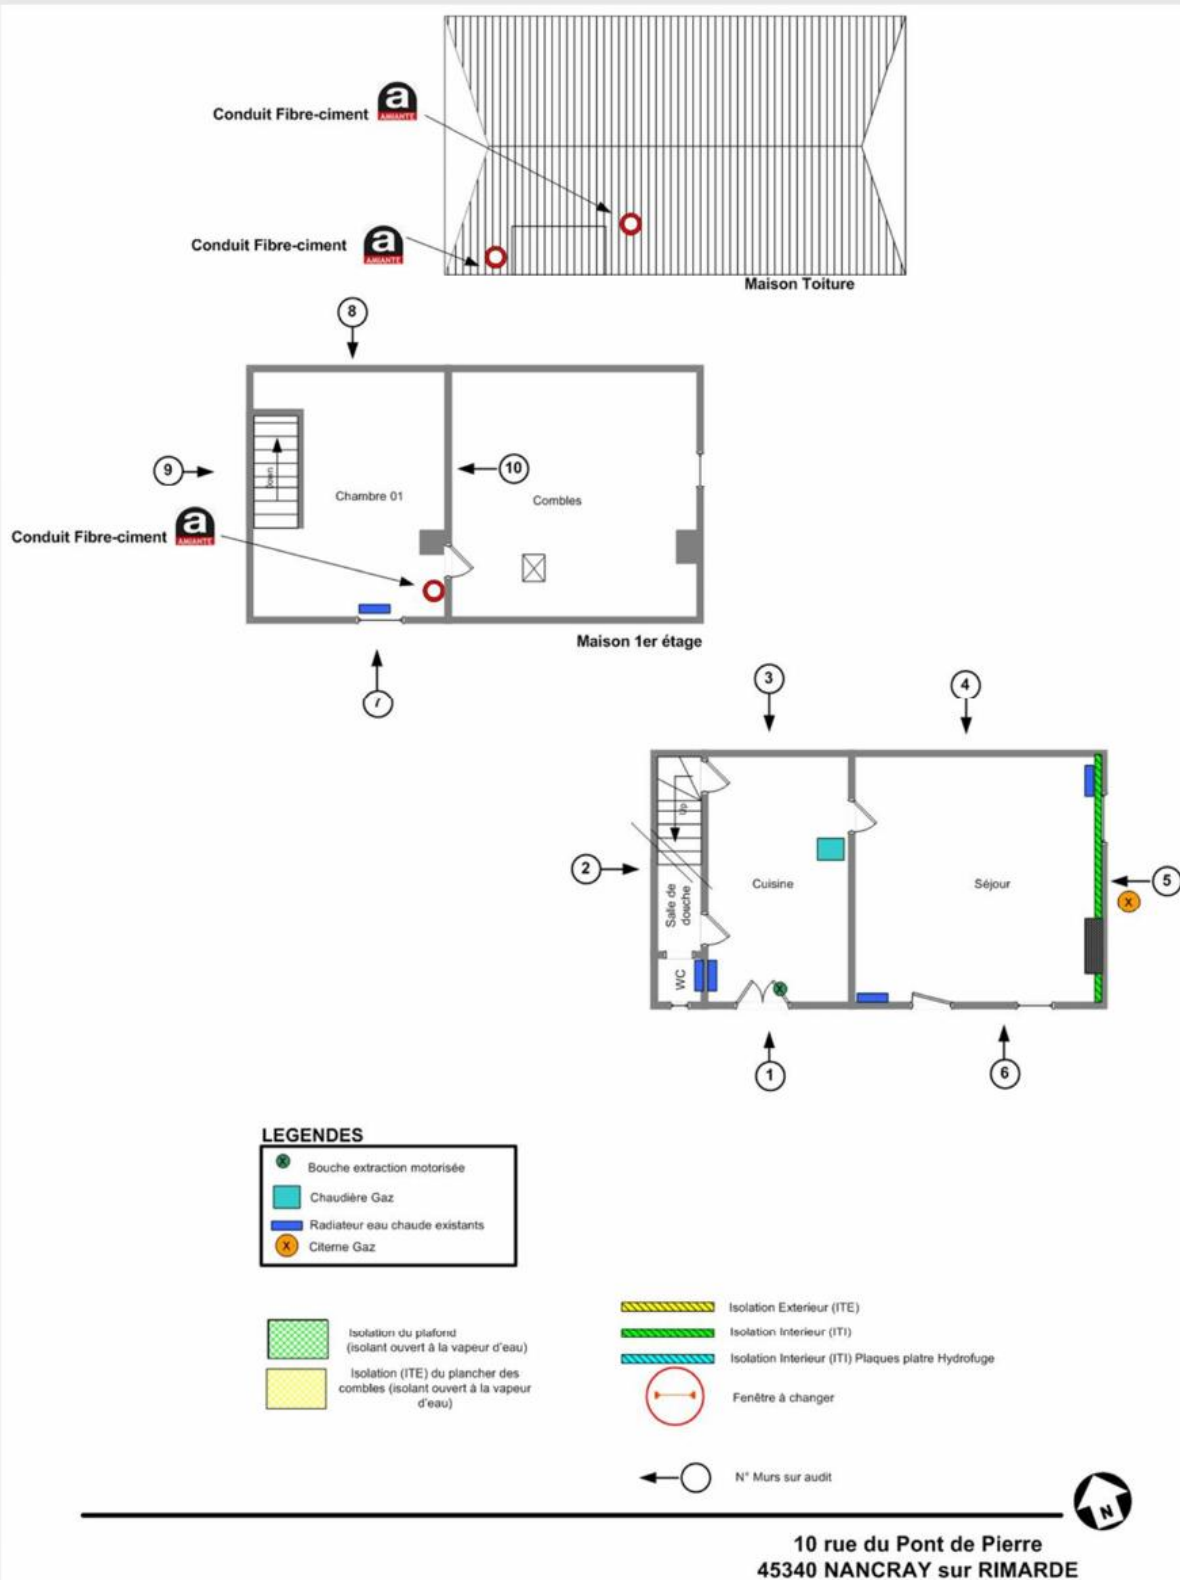 Conduit Fibre-ciment
a
AMIANTE
Conduit Fibre-ciment
a
AMIANTE
Maison Toiture
8
9
10
Down
Chambre 01
Combles
Conduit Fibre-ciment
a
AMIANTE
Maison 1er étage
7
3
4
Up
2
Cuisine
Séjour
5
X
Salle de
douche
WC
X
1
6
LEGENDES
X Bouche extraction motorisée
Chaudière Gaz
Radiateur eau chaude existants
X Citerne Gaz
Isolation du plafond
(isolant ouvert à la vapeur d'eau)
Isolation (ITE) du plancher des
combles (isolant ouvert à la vapeur
d'eau)
Isolation Exterieur (ITE)
Isolation Interieur (ITI)
Isolation Interieur (ITI) Plaques platre Hydrofuge
Fenêtre à changer
N° Murs sur audit
N
10 rue du Pont de Pierre
45340 NANCRAY sur RIMARDE